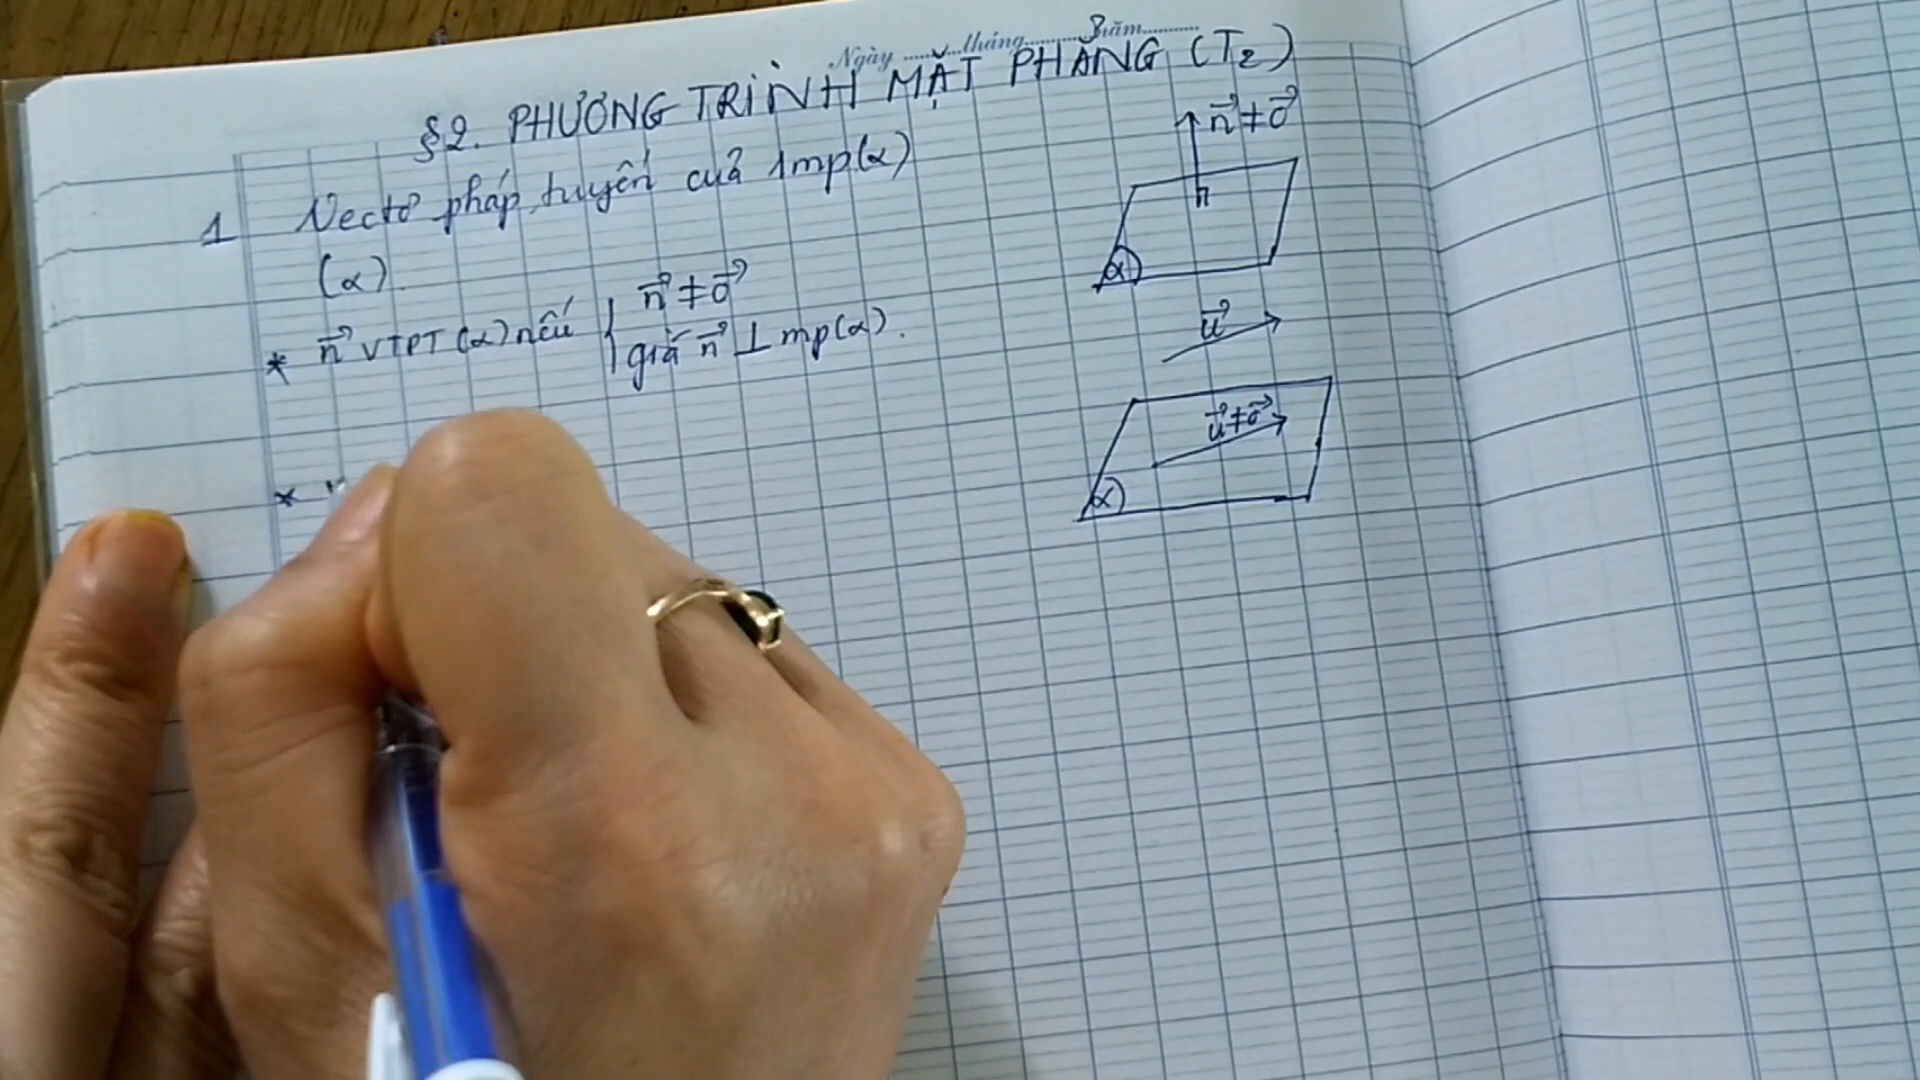 Ngày ........ tháng ........ năm ........
§2. PHƯƠNG TRÌNH MẶT PHẲNG (T2)
1 Vectơ pháp tuyến của 1mp(α)
(α).
* n⃗ VTPT (α) nếu { n⃗ ≠ 0⃗
giá n⃗ ⊥ mp(α).
*
n⃗ ≠ 0⃗
α
u⃗
u⃗ ≠ 0⃗
α